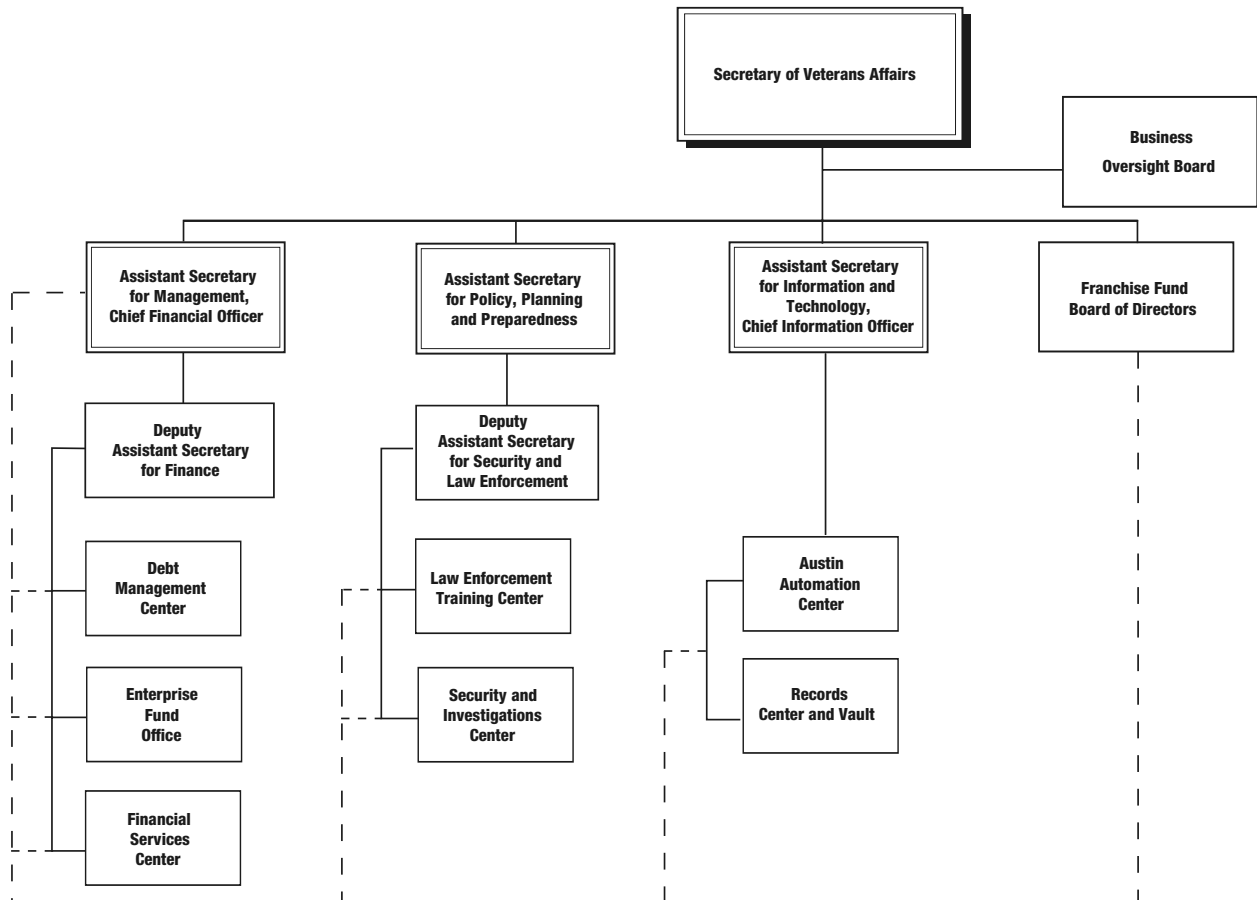 Secretary of Veterans Affairs
Business
Oversight Board
Assistant Secretary
for Management,
Chief Financial Officer
Assistant Secretary
for Policy, Planning
and Preparedness
Assistant Secretary
for Information and
Technology,
Chief Information Officer
Franchise Fund
Board of Directors
Deputy
Assistant Secretary
for Finance
Deputy
Assistant Secretary
for Security and
Law Enforcement
Debt
Management
Center
Law Enforcement
Training Center
Austin
Automation
Center
Enterprise
Fund
Office
Security and
Investigations
Center
Records
Center and Vault
Financial
Services
Center